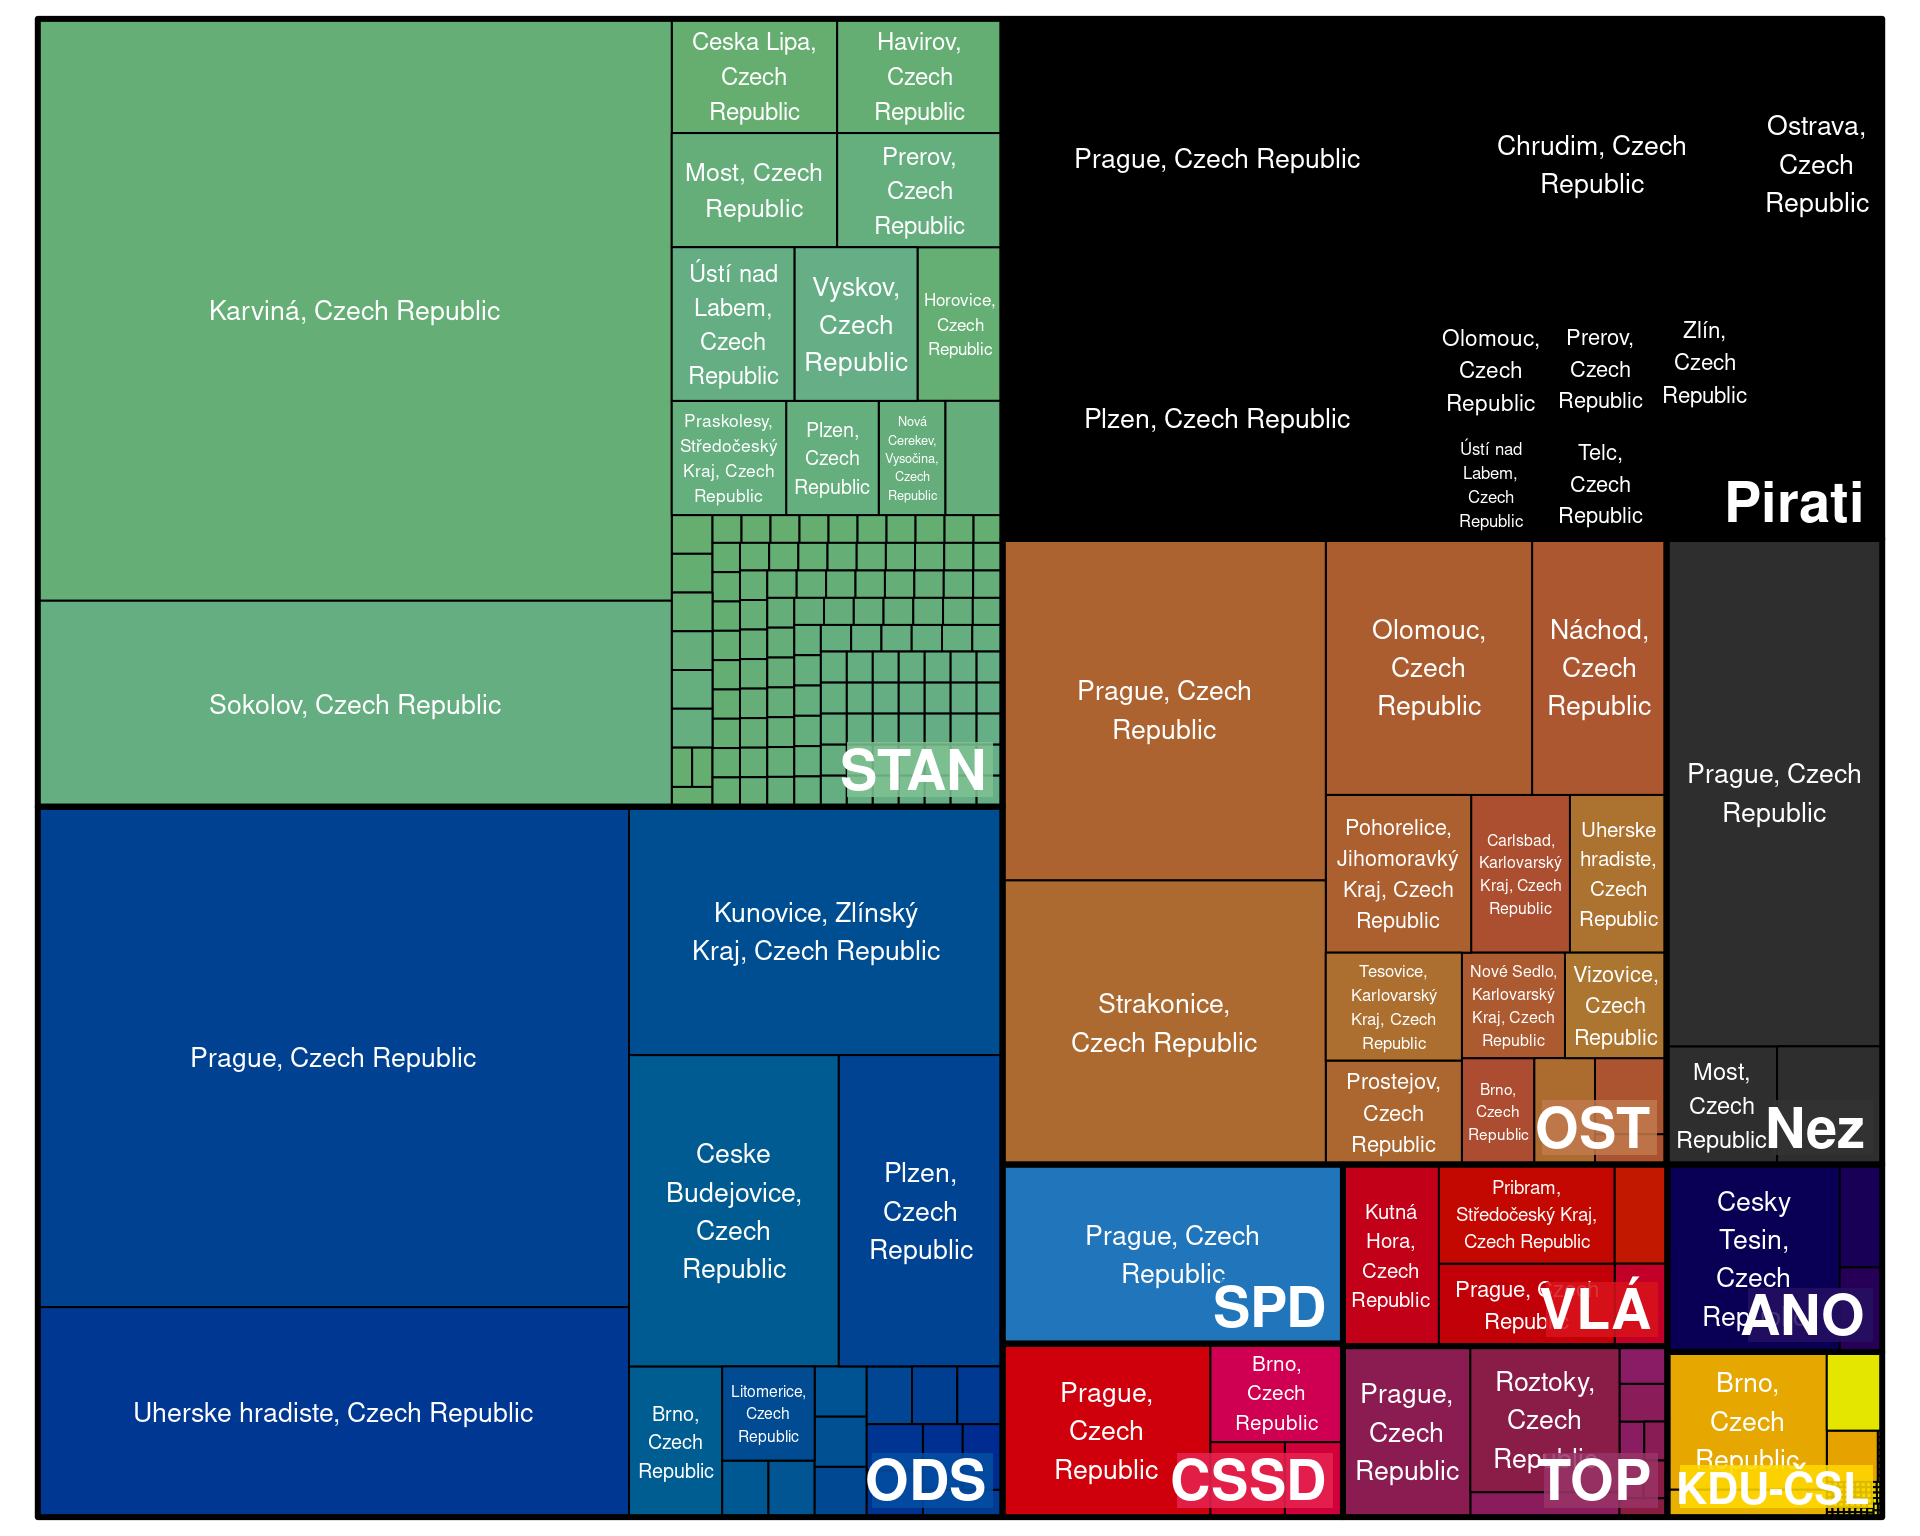 Karviná, Czech Republic
Sokolov, Czech Republic
Ceska Lipa,
Czech
Republic
Havirov,
Czech
Republic
Most, Czech
Republic
Prerov,
Czech
Republic
Ústí nad
Labem,
Czech
Republic
Vyskov,
Czech
Republic
Horovice,
Czech
Republic
Praskolesy,
Středočeský
Kraj, Czech
Republic
Plzen,
Czech
Republic
Nová
Cerekev,
Vysočina,
Czech
Republic
STAN
Prague, Czech Republic
Uherske hradiste, Czech Republic
Kunovice, Zlínský
Kraj, Czech Republic
Ceske
Budejovice,
Czech
Republic
Plzen,
Czech
Republic
Brno,
Czech
Republic
Litomerice,
Czech
Republic
ODS
Prague, Czech Republic
Plzen, Czech Republic
Chrudim, Czech
Republic
Ostrava,
Czech
Republic
Olomouc,
Czech
Republic
Prerov,
Czech
Republic
Zlín,
Czech
Republic
Ústí nad
Labem,
Czech
Republic
Telc,
Czech
Republic
Pirati
Prague, Czech
Republic
Strakonice,
Czech Republic
Olomouc,
Czech
Republic
Náchod,
Czech
Republic
Pohorelice,
Jihomoravký
Kraj, Czech
Republic
Carlsbad,
Karlovarský
Kraj, Czech
Republic
Uherske
hradiste,
Czech
Republic
Tesovice,
Karlovarský
Kraj, Czech
Republic
Nové Sedlo,
Karlovarský
Kraj, Czech
Republic
Vizovice,
Czech
Republic
Prostejov,
Czech
Republic
Brno,
Czech
Republic
OST
Prague, Czech
Republic
Most,
Czech
Republic
Nez
Prague, Czech
Republic
SPD
Kutná
Hora,
Czech
Republic
Pribram,
Středočeský Kraj,
Czech Republic
Prague, Czech
Republic
VLÁ
Cesky
Tesin,
Czech
Republic
ANO
Prague,
Czech
Republic
Brno,
Czech
Republic
CSSD
Prague,
Czech
Republic
Roztoky,
Czech
Republic
TOP
Brno,
Czech
Republic
KDU-ČSL